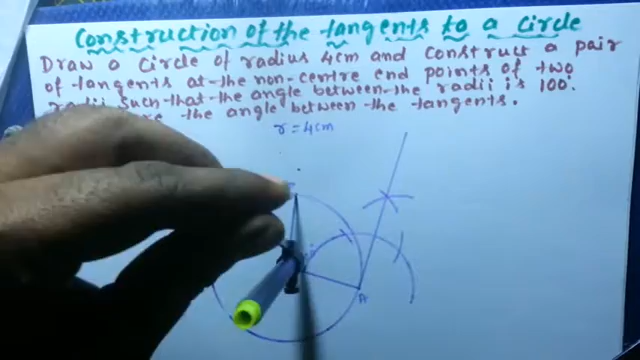 Construction of the tangents to a circle
Draw a circle of radius 4cm and construct a pair
of tangents at the non-centre end points of two
radii such that the angle between the radii is 100°.
the angle between the tangents.
r = 4cm
A